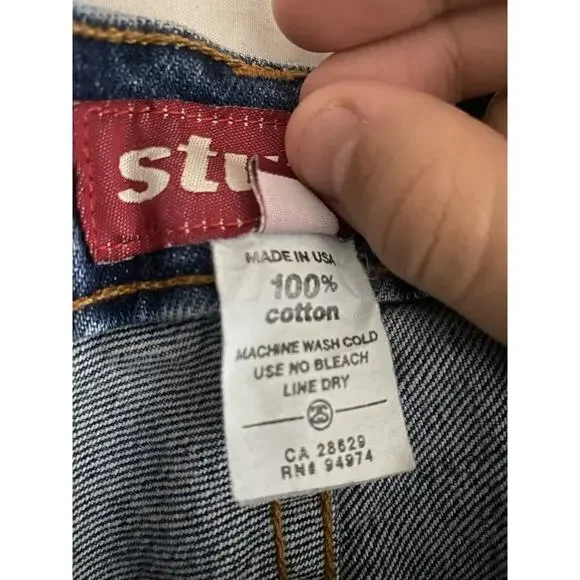 stu
MADE IN USA
100%
cotton
MACHINE WASH COLD
USE NO BLEACH
LINE DRY
CA 28629
RN# 94974